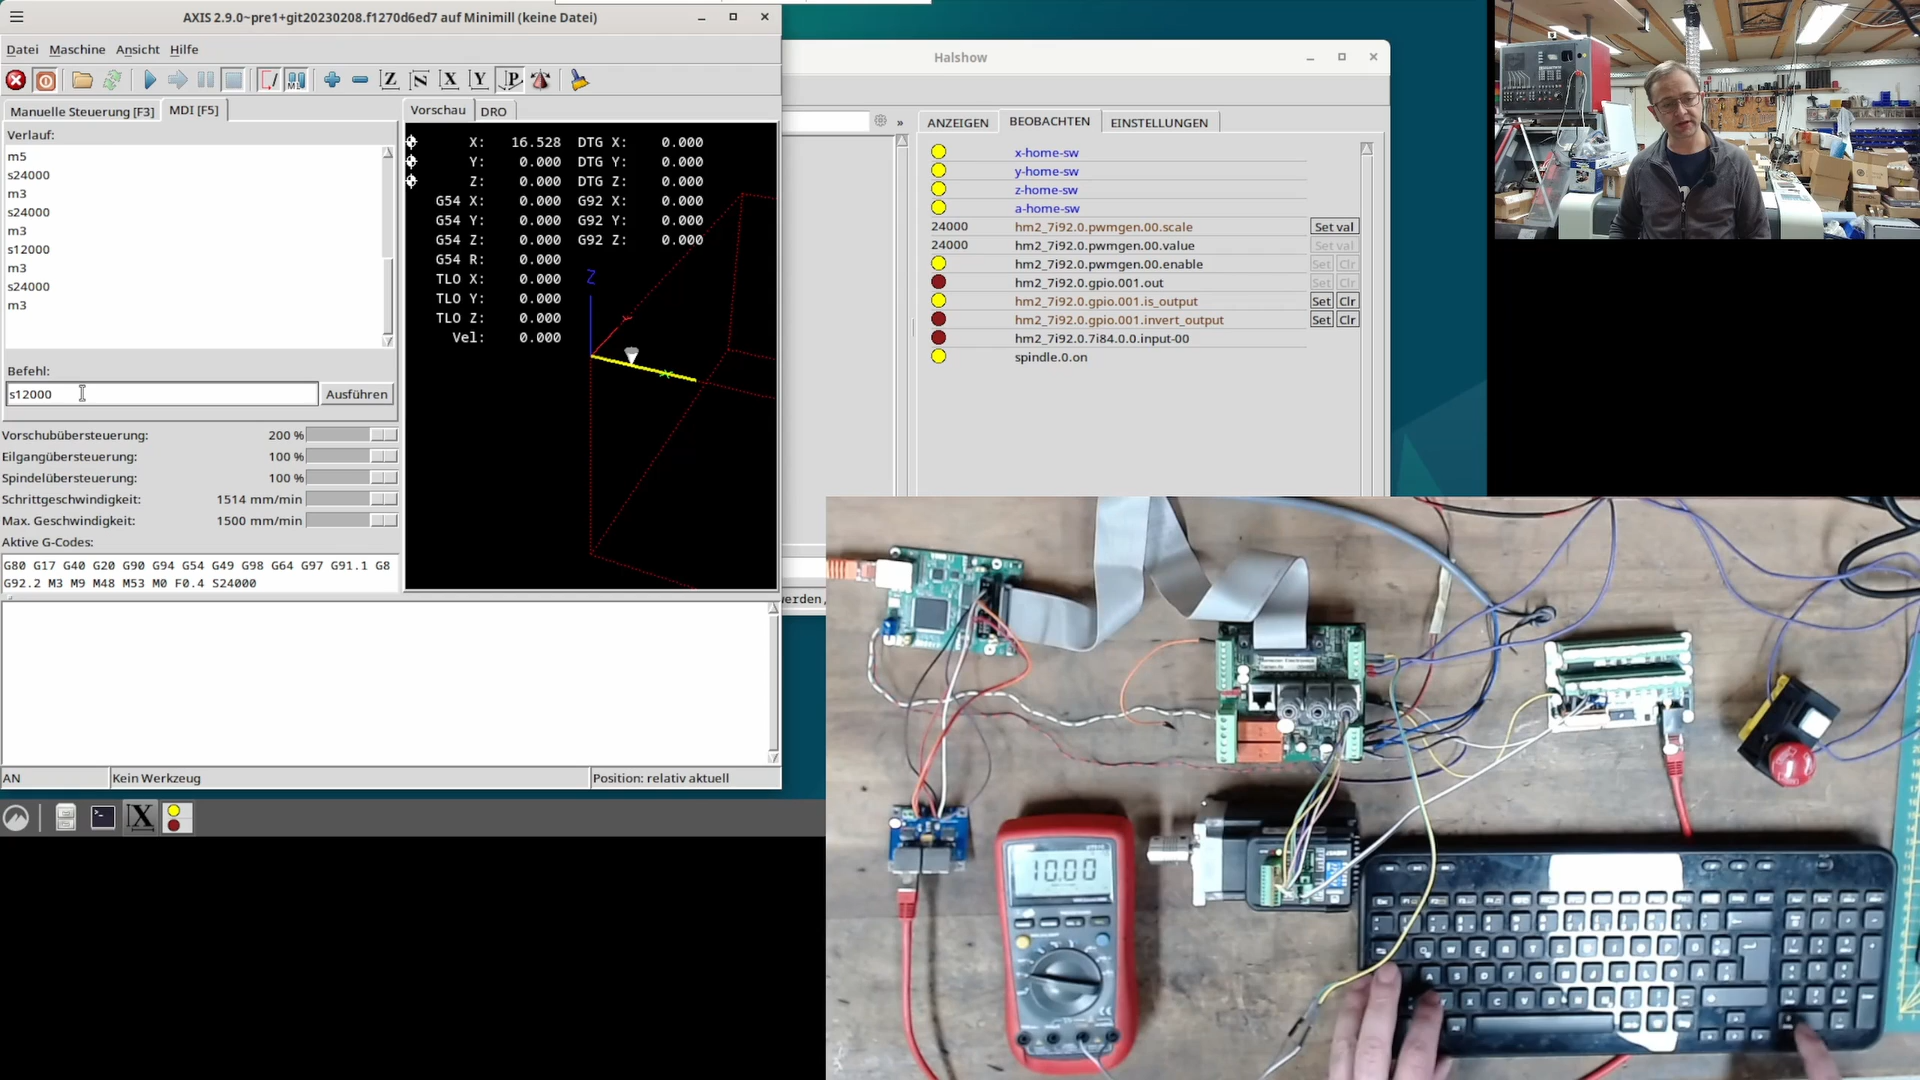 AXIS 2.9.0~pre1+git20230208.f1270d6ed7 auf Minimill (keine Datei)
Datei Maschine Ansicht Hilfe
Manuelle Steuerung [F3] MDI [F5]
Verlauf:
m5
s24000
m3
s24000
m3
s12000
m3
s24000
m3
Befehl:
s12000 Ausführen
Vorschubübersteuerung: 200 %
Eilgangübersteuerung: 100 %
Spindelübersteuerung: 100 %
Schrittgeschwindigkeit: 1514 mm/min
Max. Geschwindigkeit: 1500 mm/min
Aktive G-Codes:
G80 G17 G40 G20 G90 G94 G54 G49 G98 G64 G97 G91.1 G8
G92.2 M3 M9 M48 M53 M0 F0.4 S24000
AN Kein Werkzeug Position: relativ aktuell
Vorschau DRO
X: 16.528 DTG X: 0.000
Y: 0.000 DTG Y: 0.000
Z: 0.000 DTG Z: 0.000
G54 X: 0.000 G92 X: 0.000
G54 Y: 0.000 G92 Y: 0.000
G54 Z: 0.000 G92 Z: 0.000
G54 R: 0.000
TLO X: 0.000
TLO Y: 0.000
TLO Z: 0.000
Vel: 0.000
Z
Halshow
ANZEIGEN BEOBACHTEN EINSTELLUNGEN
x-home-sw
y-home-sw
z-home-sw
a-home-sw
24000 hm2_7i92.0.pwmgen.00.scale Set val
24000 hm2_7i92.0.pwmgen.00.value Set val
hm2_7i92.0.pwmgen.00.enable Set Clr
hm2_7i92.0.gpio.001.out Set Clr
hm2_7i92.0.gpio.001.is_output Set Clr
hm2_7i92.0.gpio.001.invert_output Set Clr
hm2_7i92.0.7i84.0.0.input-00
spindle.0.on
werden,
10.00